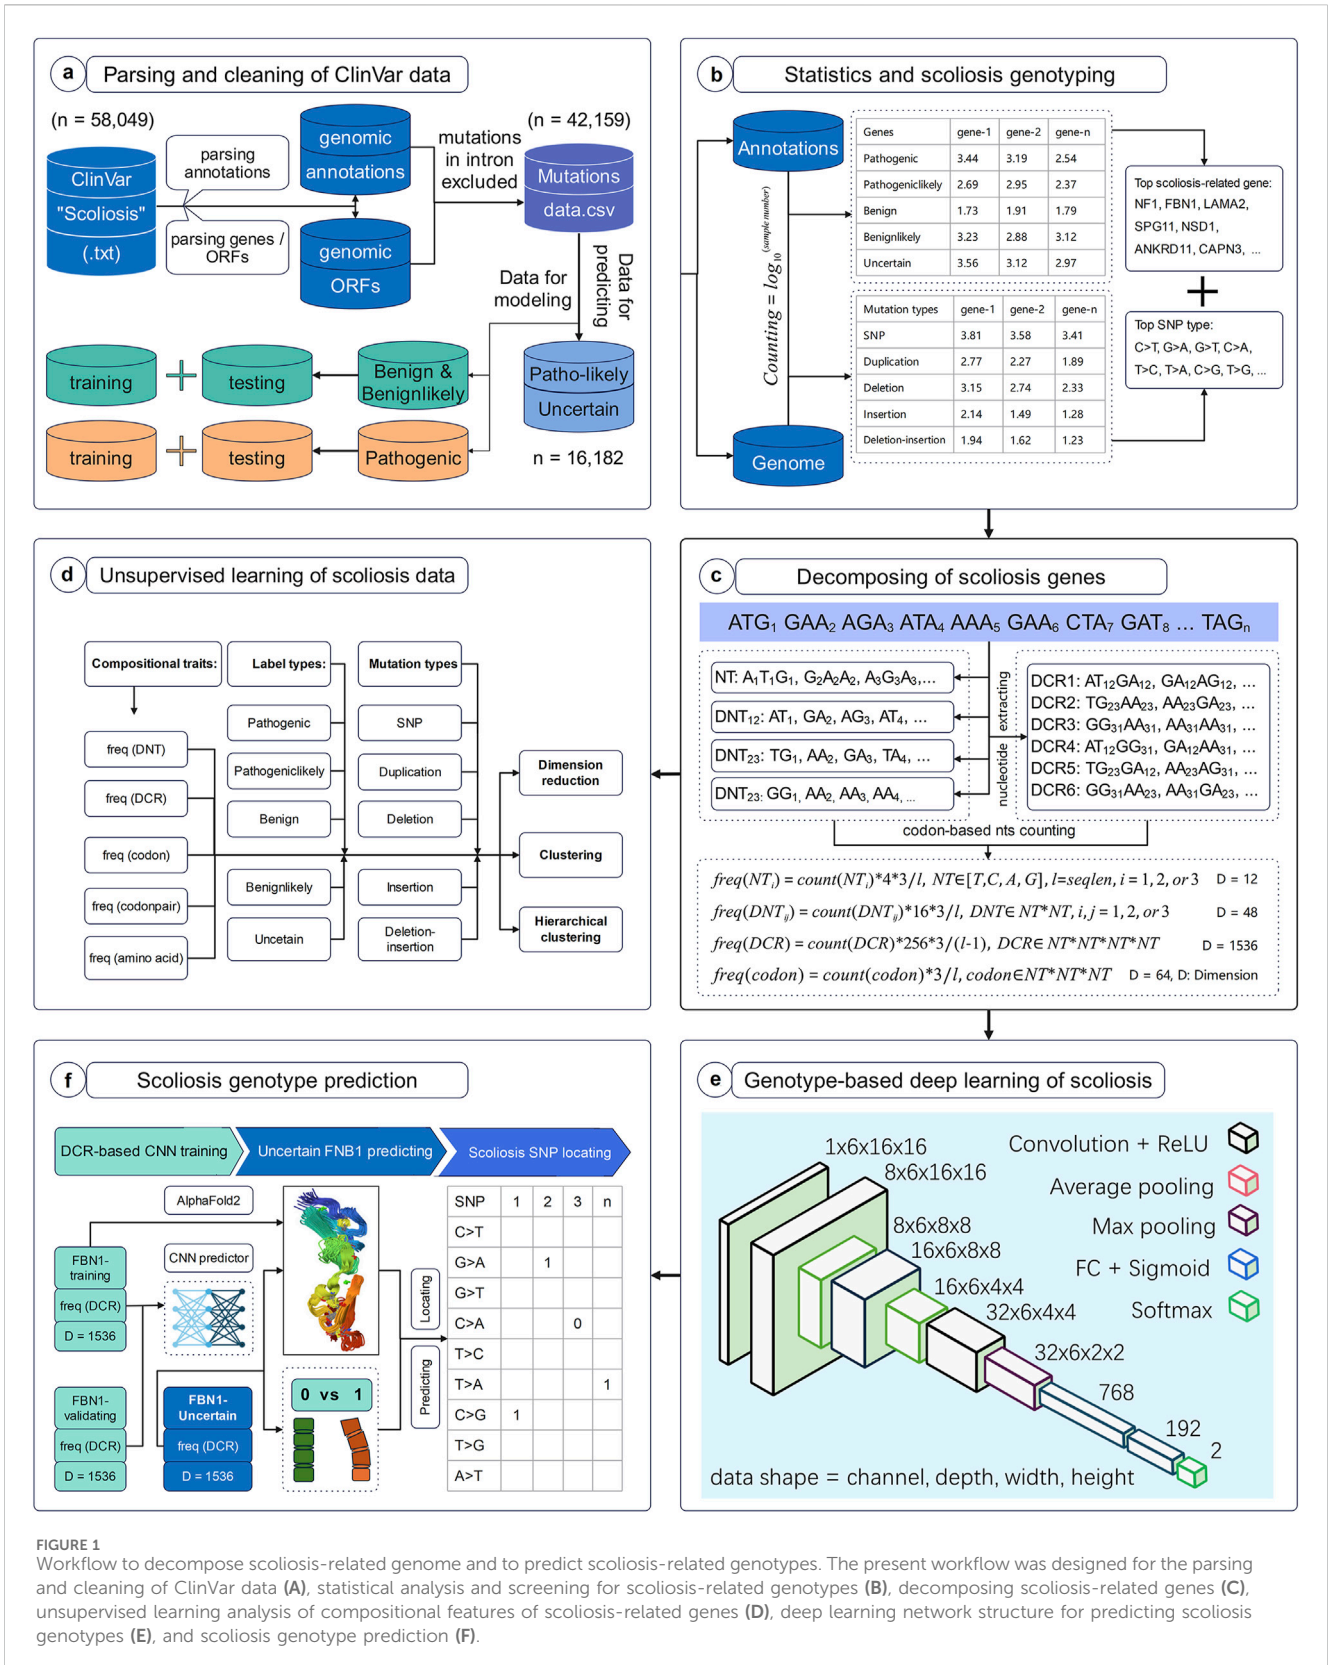 a
Parsing and cleaning of ClinVar data
(n = 58,049)
ClinVar
"Scoliosis"
(.txt)
parsing
annotations
parsing genes /
ORFs
genomic
annotations
genomic
ORFs
mutations
in intron
excluded
(n = 42,159)
Mutations
data.csv
Data for
modeling
Data for
predicting
training
testing
Benign &
Benignlikely
Patho-likely
Uncertain
training
testing
Pathogenic
n = 16,182
b
Statistics and scoliosis genotyping
Annotations
Counting = log10 (sample number)
Genome
Genes gene-1 gene-2 gene-n
Pathogenic 3.44 3.19 2.54
Pathogeniclikely 2.69 2.95 2.37
Benign 1.73 1.91 1.79
Benignlikely 3.23 2.88 3.12
Uncertain 3.56 3.12 2.97
Mutation types gene-1 gene-2 gene-n
SNP 3.81 3.58 3.41
Duplication 2.77 2.27 1.89
Deletion 3.15 2.74 2.33
Insertion 2.14 1.49 1.28
Deletion-insertion 1.94 1.62 1.23
Top scoliosis-related gene:
NF1, FBN1, LAMA2,
SPG11, NSD1,
ANKRD11, CAPN3, ...
Top SNP type:
C>T, G>A, G>T, C>A,
T>C, T>A, C>G, T>G, ...
d
Unsupervised learning of scoliosis data
Compositional traits:
freq (DNT)
freq (DCR)
freq (codon)
freq (codonpair)
freq (amino acid)
Label types:
Pathogenic
Pathogeniclikely
Benign
Benignlikely
Uncetain
Mutation types
SNP
Duplication
Deletion
Insertion
Deletion-
insertion
Dimension
reduction
Clustering
Hierarchical
clustering
c
Decomposing of scoliosis genes
ATG1 GAA2 AGA3 ATA4 AAA5 GAA6 CTA7 GAT8 ... TAGn
NT: A1T1G1, G2A2A2, A3G3A3,...
DNT12: AT1, GA2, AG3, AT4, ...
DNT23: TG1, AA2, GA3, TA4, ...
DNT23: GG1, AA2, AA3, AA4, ...
nucleotide extracting
DCR1: AT12GA12, GA12AG12, ...
DCR2: TG23AA23, AA23GA23, ...
DCR3: GG31AA31, AA31AA31, ...
DCR4: AT12GG31, GA12AA31, ...
DCR5: TG23GA12, AA23AG31, ...
DCR6: GG31AA23, AA31GA23, ...
codon-based nts counting
freq(NTi) = count(NTi)*4*3/l, NT∈[T,C,A,G], l=seqlen, i = 1, 2, or 3 D = 12
freq(DNTij) = count(DNTij)*16*3/l, DNT∈ NT*NT, i, j = 1, 2, or 3 D = 48
freq(DCR) = count(DCR)*256*3/(l-1), DCR∈ NT*NT*NT*NT D = 1536
freq(codon) = count(codon)*3/l, codon∈NT*NT*NT D = 64, D: Dimension
f
Scoliosis genotype prediction
DCR-based CNN training
Uncertain FNB1 predicting
Scoliosis SNP locating
AlphaFold2
CNN predictor
FBN1-
training
freq (DCR)
D = 1536
FBN1-
validating
freq (DCR)
D = 1536
FBN1-
Uncertain
freq (DCR)
D = 1536
0 vs 1
Locating
Predicting
SNP 1 2 3 n
C>T
G>A 1
G>T
C>A 0
T>C
T>A 1
C>G 1
T>G
A>T
e
Genotype-based deep learning of scoliosis
1x6x16x16
8x6x16x16
8x6x8x8
16x6x8x8
16x6x4x4
32x6x4x4
32x6x2x2
768
192
2
Convolution + ReLU
Average pooling
Max pooling
FC + Sigmoid
Softmax
data shape = channel, depth, width, height
FIGURE 1
Workflow to decompose scoliosis-related genome and to predict scoliosis-related genotypes. The present workflow was designed for the parsing
and cleaning of ClinVar data (A), statistical analysis and screening for scoliosis-related genotypes (B), decomposing scoliosis-related genes (C),
unsupervised learning analysis of compositional features of scoliosis-related genes (D), deep learning network structure for predicting scoliosis
genotypes (E), and scoliosis genotype prediction (F).